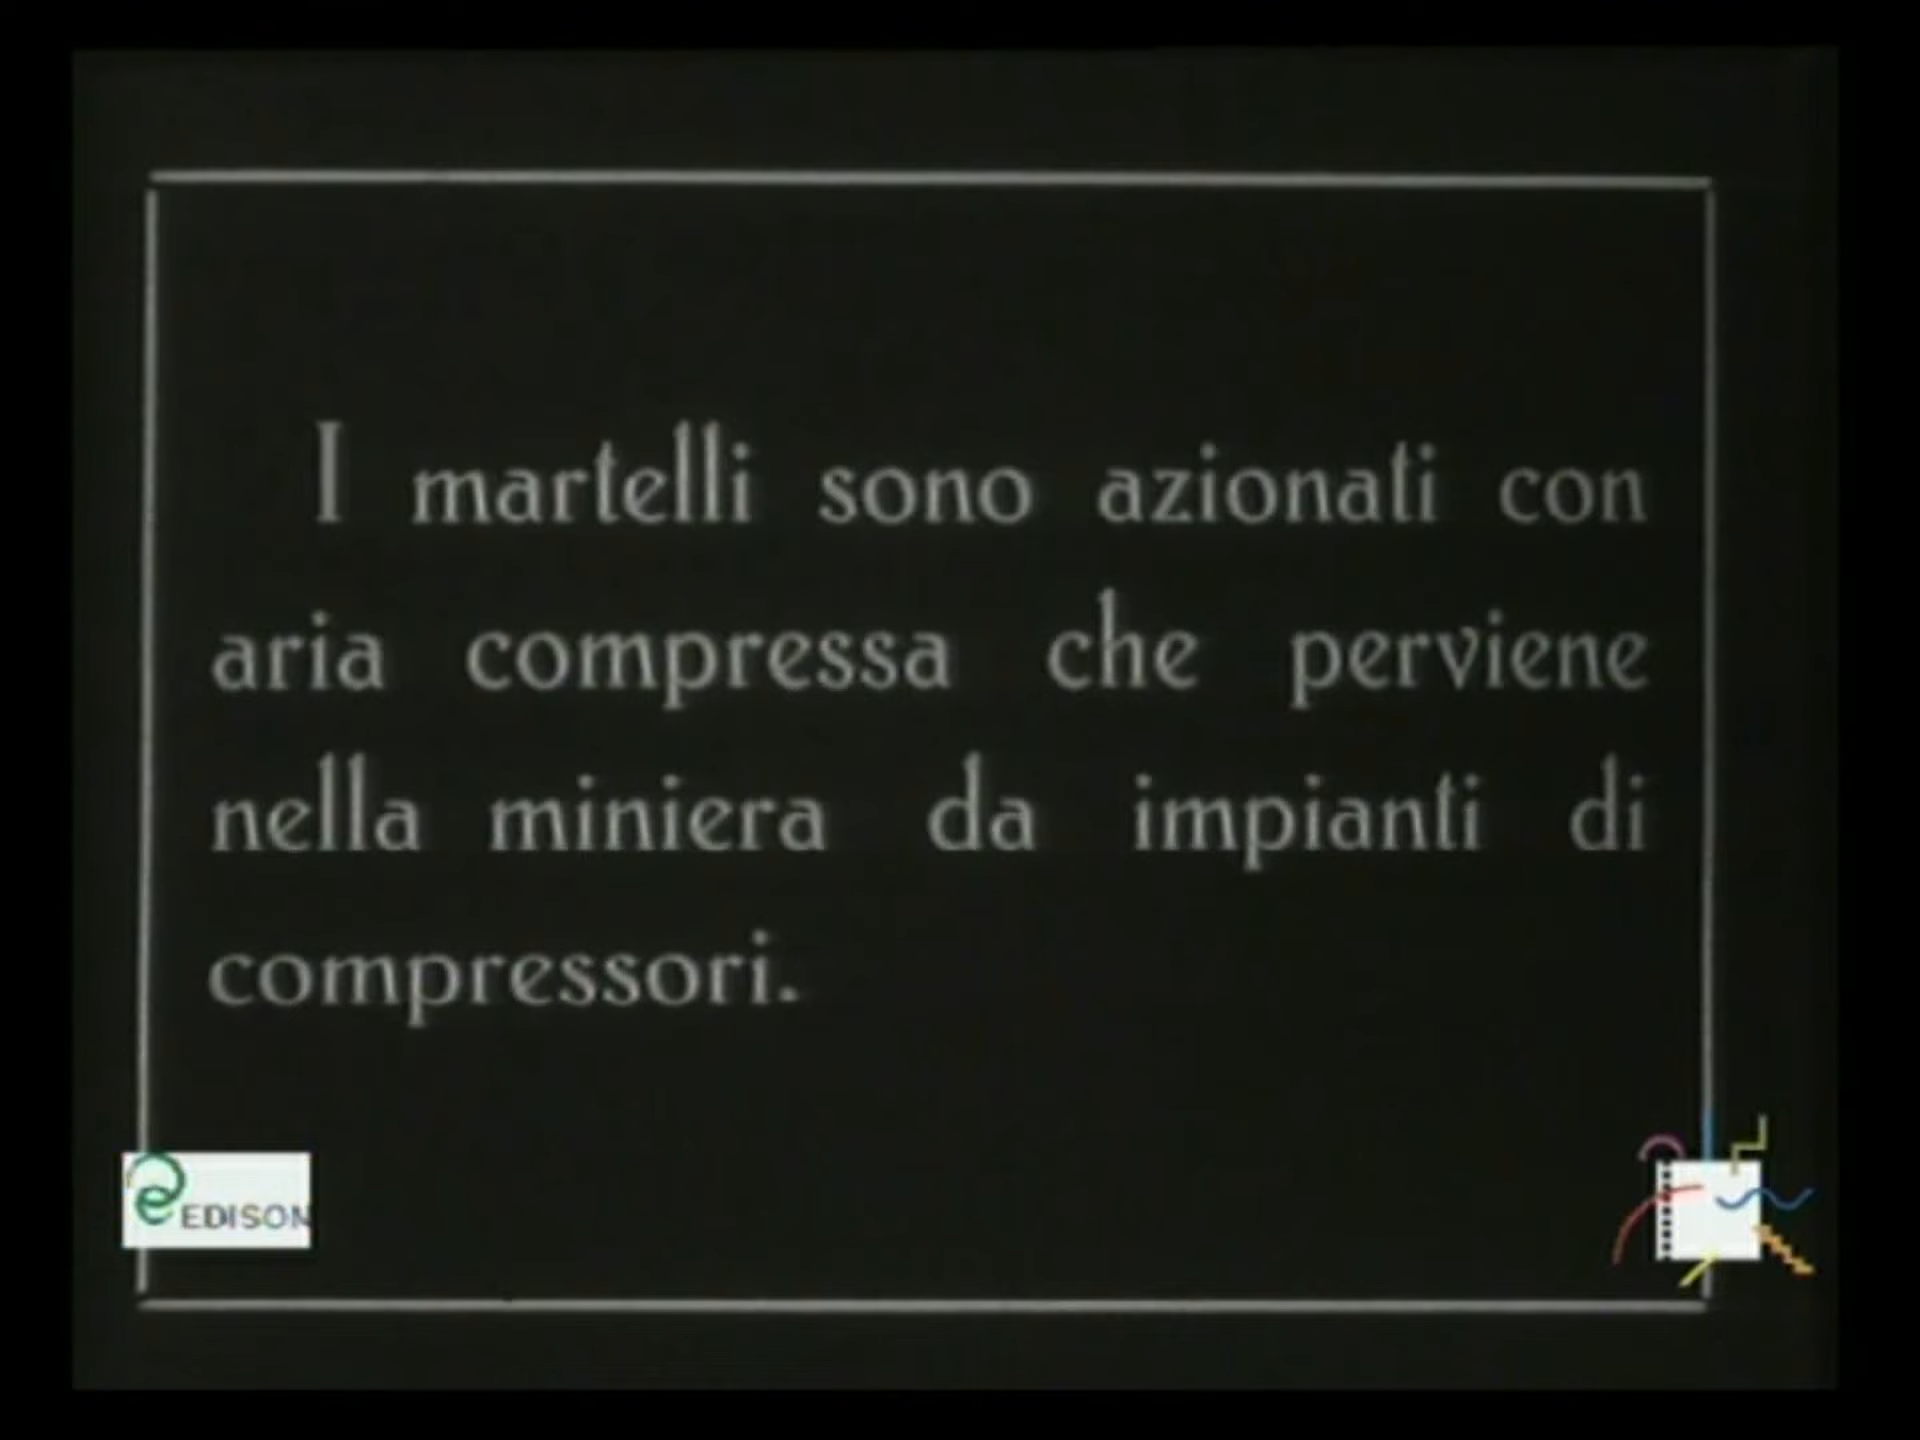 I martelli sono azionati con
aria compressa che perviene
nella miniera da impianti di
compressori.
EDISON